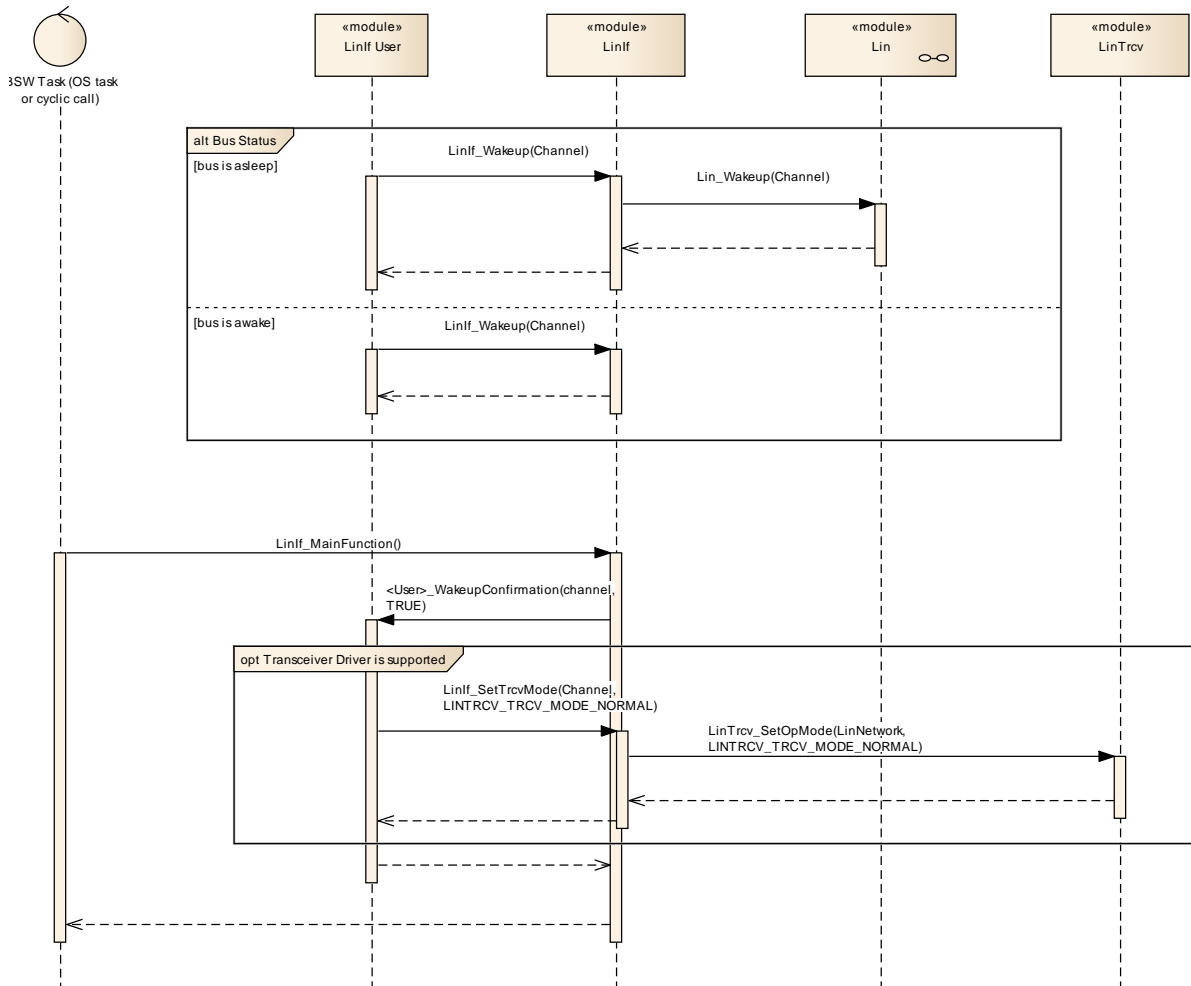 «module»
LinIf User
«module»
LinIf
«module»
Lin
«module»
LinTrcv
BSW Task (OS task
or cyclic call)
alt Bus Status
[bus is asleep]
LinIf_Wakeup(Channel)
Lin_Wakeup(Channel)
[bus is awake]
LinIf_Wakeup(Channel)
LinIf_MainFunction()
<User>_WakeupConfirmation(channel,
TRUE)
opt Transceiver Driver is supported
LinIf_SetTrcvMode(Channel,
LINTRCV_TRCV_MODE_NORMAL)
LinTrcv_SetOpMode(LinNetwork,
LINTRCV_TRCV_MODE_NORMAL)